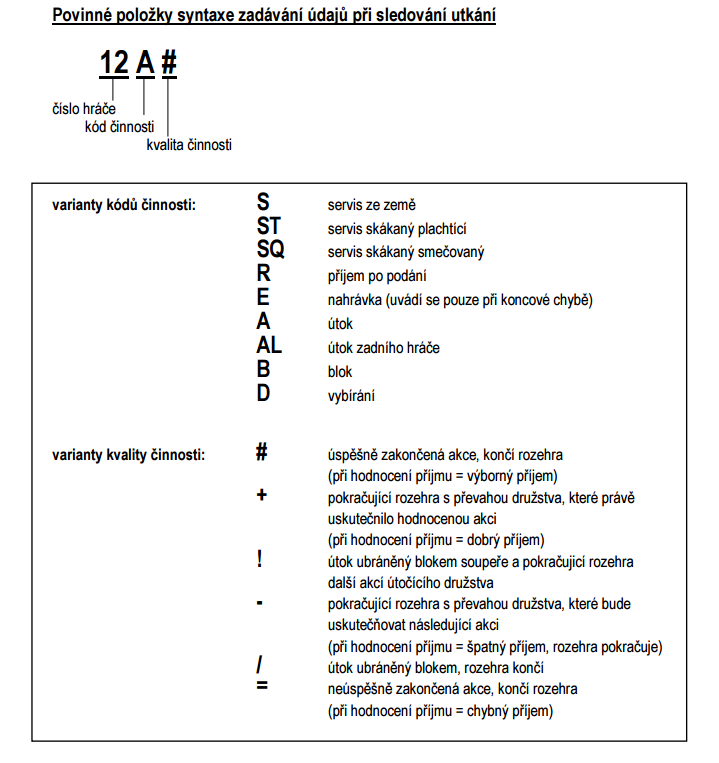 Povinné položky syntaxe zadávání údajů při sledování utkání
12 A #
číslo hráče
kód činnosti
kvalita činnosti
varianty kódů činnosti: S servis ze země
ST servis skákaný plachtící
SQ servis skákaný smečovaný
R příjem po podání
E nahrávka (uvádí se pouze při koncové chybě)
A útok
AL útok zadního hráče
B blok
D vybírání
varianty kvality činnosti: # úspěšně zakončená akce, končí rozehra
(při hodnocení příjmu = výborný příjem)
+ pokračující rozehra s převahou družstva, které právě
uskutečnilo hodnocenou akci
(při hodnocení příjmu = dobrý příjem)
! útok ubráněný blokem soupeře a pokračujicí rozehra
další akcí útočícího družstva
- pokračující rozehra s převahou družstva, které bude
uskutečňovat následující akci
(při hodnocení příjmu = špatný příjem, rozehra pokračuje)
/ útok ubráněný blokem, rozehra končí
= neúspěšně zakončená akce, končí rozehra
(při hodnocení příjmu = chybný příjem)